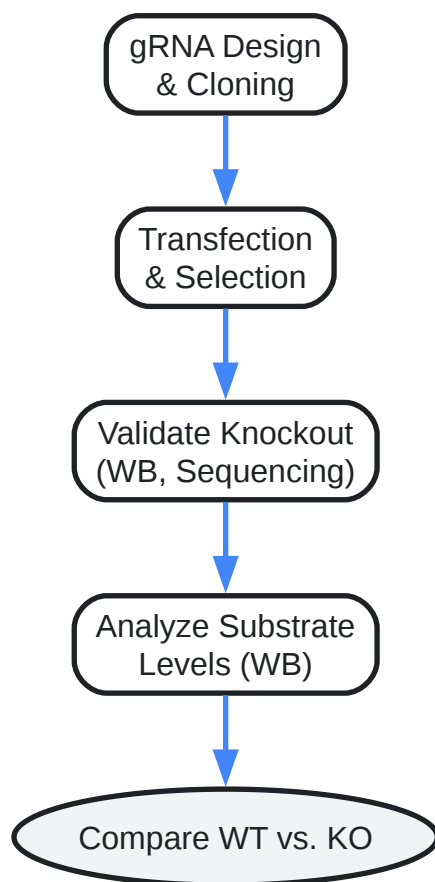 gRNA Design
& Cloning
Transfection
& Selection
Validate Knockout
(WB, Sequencing)
Analyze Substrate
Levels (WB)
Compare WT vs. KO